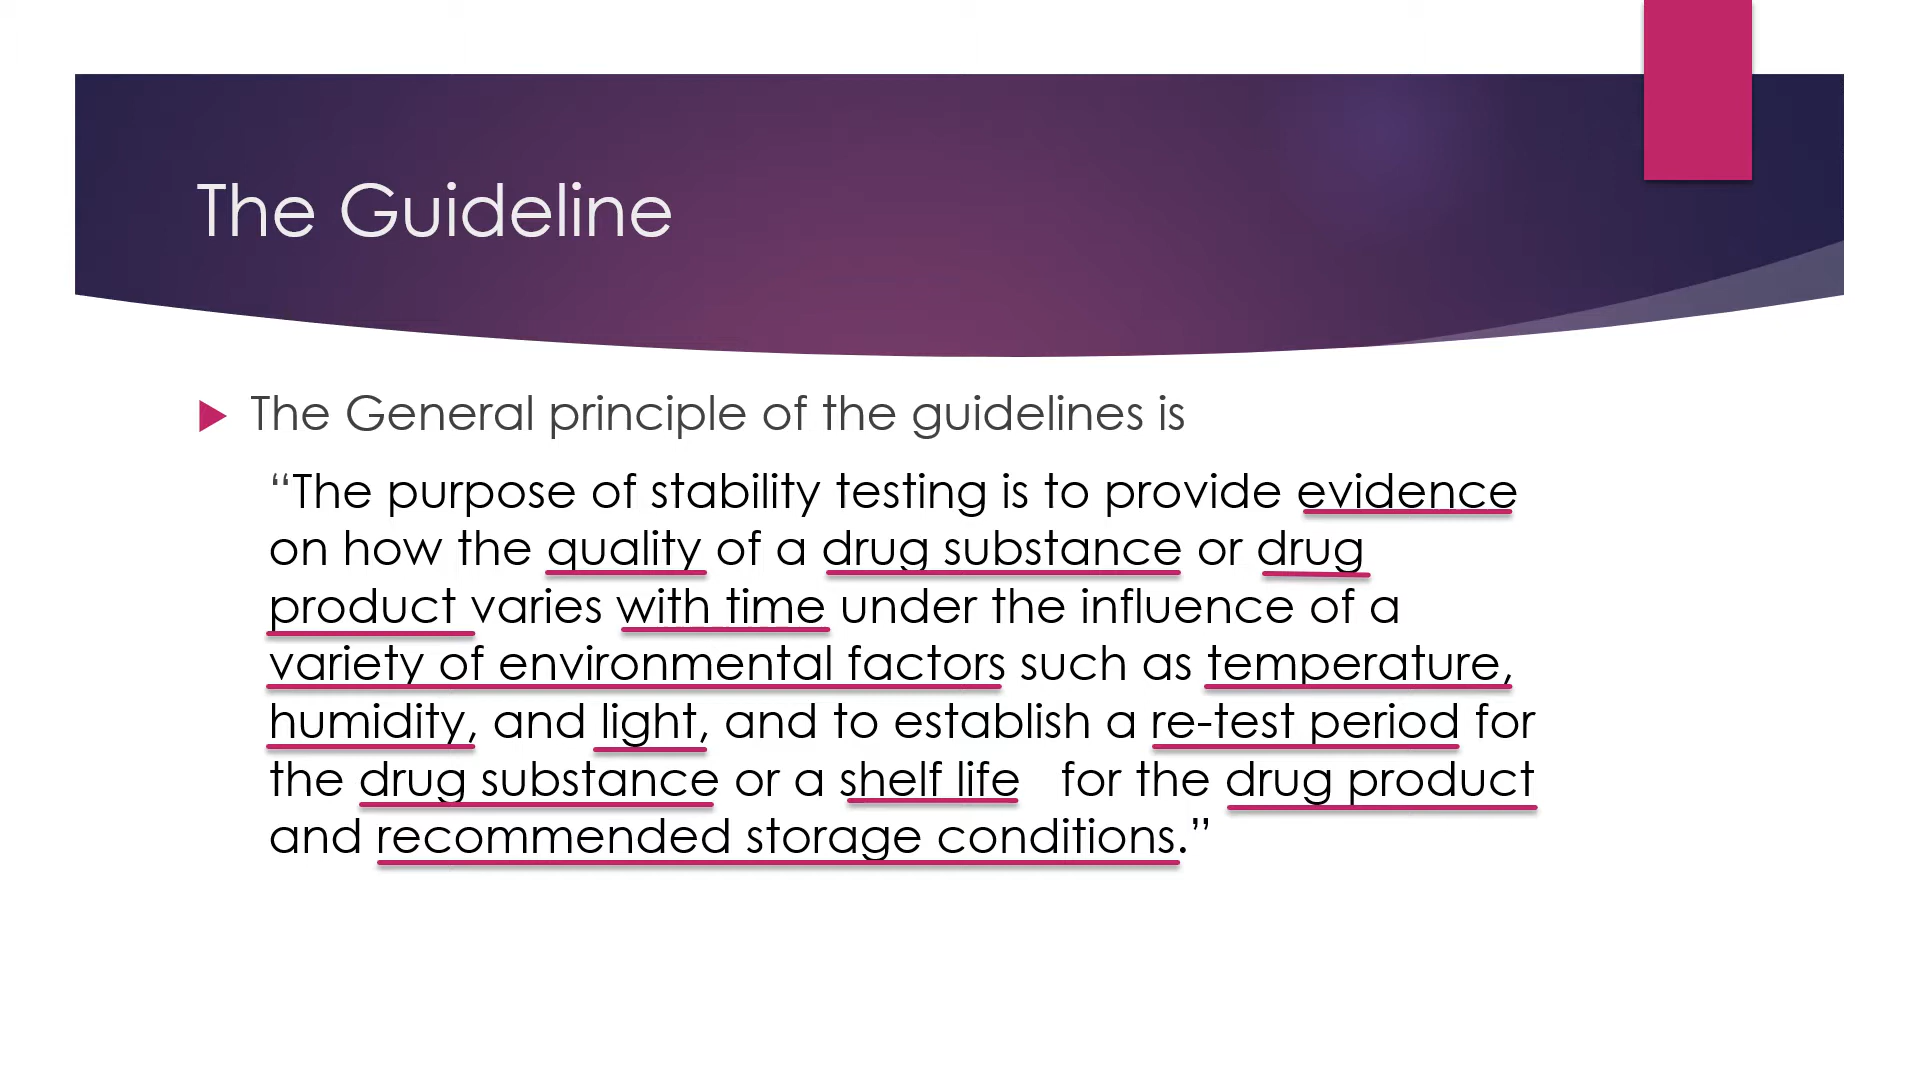 The Guideline
The General principle of the guidelines is
“The purpose of stability testing is to provide evidence
on how the quality of a drug substance or drug
product varies with time under the influence of a
variety of environmental factors such as temperature,
humidity, and light, and to establish a re-test period for
the drug substance or a shelf life for the drug product
and recommended storage conditions.”